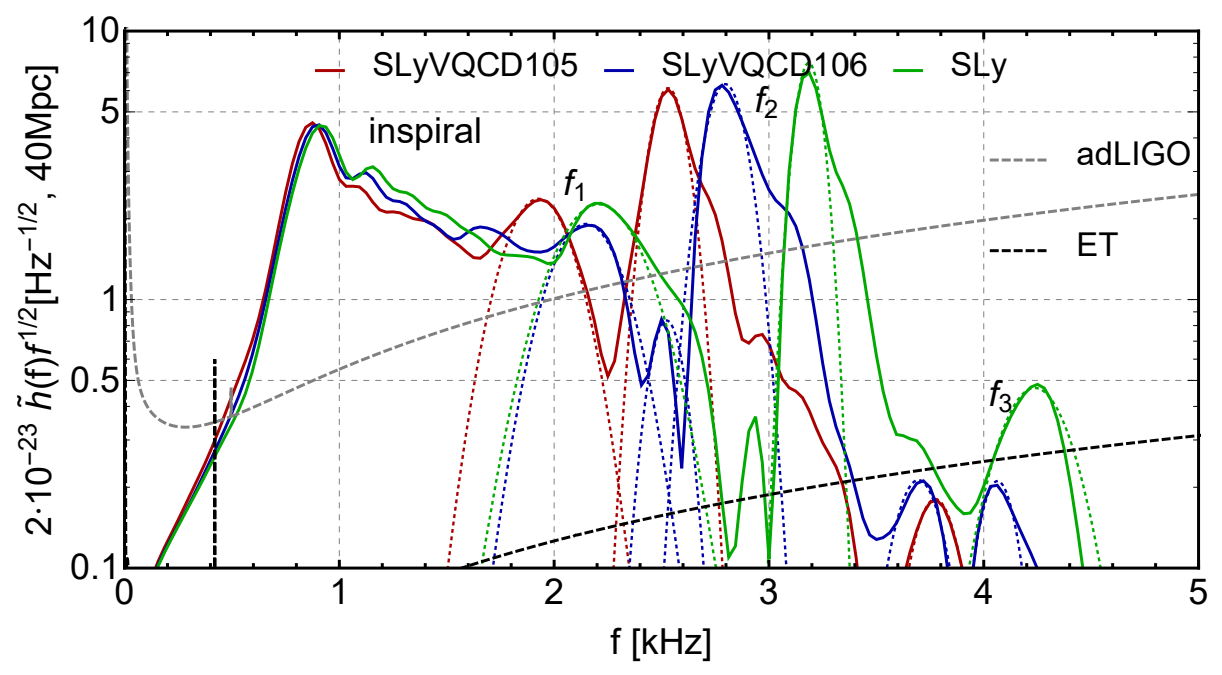 10
5
1
0.5
0.1
2·10⁻²³ h̃(f)f^{1/2}[Hz^{−1/2} , 40Mpc]
SLyVQCD105
SLyVQCD106
SLy
inspiral
f₁
f₂
f₃
adLIGO
ET
0 1 2 3 4 5
f [kHz]